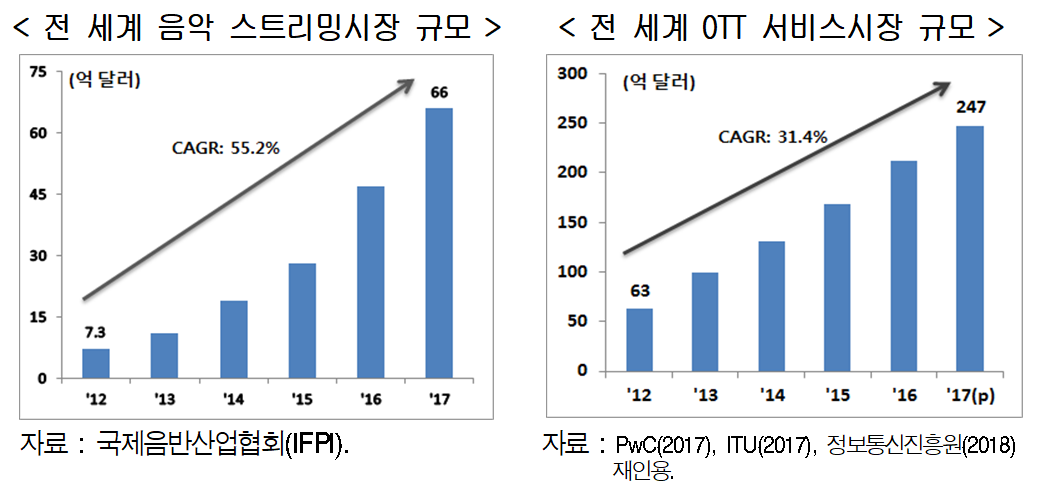 < 전 세계 음악 스트리밍시장 규모 >
(억 달러)
CAGR: 55.2%
75
60
45
30
15
0
7.3
66
'12
'13
'14
'15
'16
'17
자료 : 국제음반산업협회(IFPI).
< 전 세계 OTT 서비스시장 규모 >
(억 달러)
CAGR: 31.4%
300
250
200
150
100
50
0
63
247
'12
'13
'14
'15
'16
'17(p)
자료 : PwC(2017), ITU(2017), 정보통신진흥원(2018)
재인용.